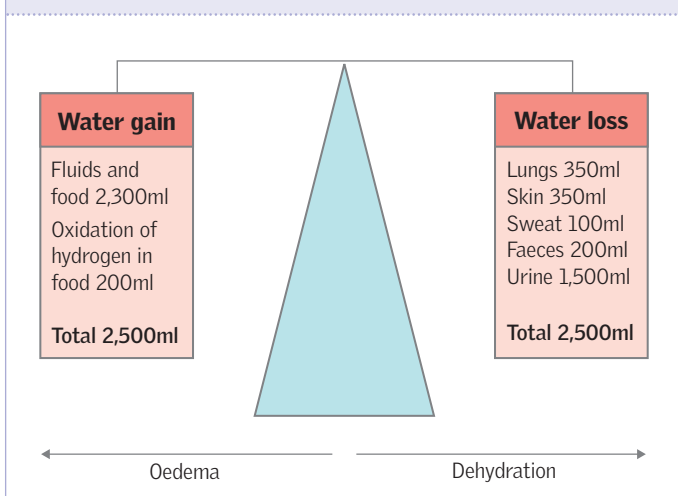 Water gain
Fluids and
food 2,300ml
Oxidation of
hydrogen in
food 200ml
Total 2,500ml
Water loss
Lungs 350ml
Skin 350ml
Sweat 100ml
Faeces 200ml
Urine 1,500ml
Total 2,500ml
Oedema
Dehydration